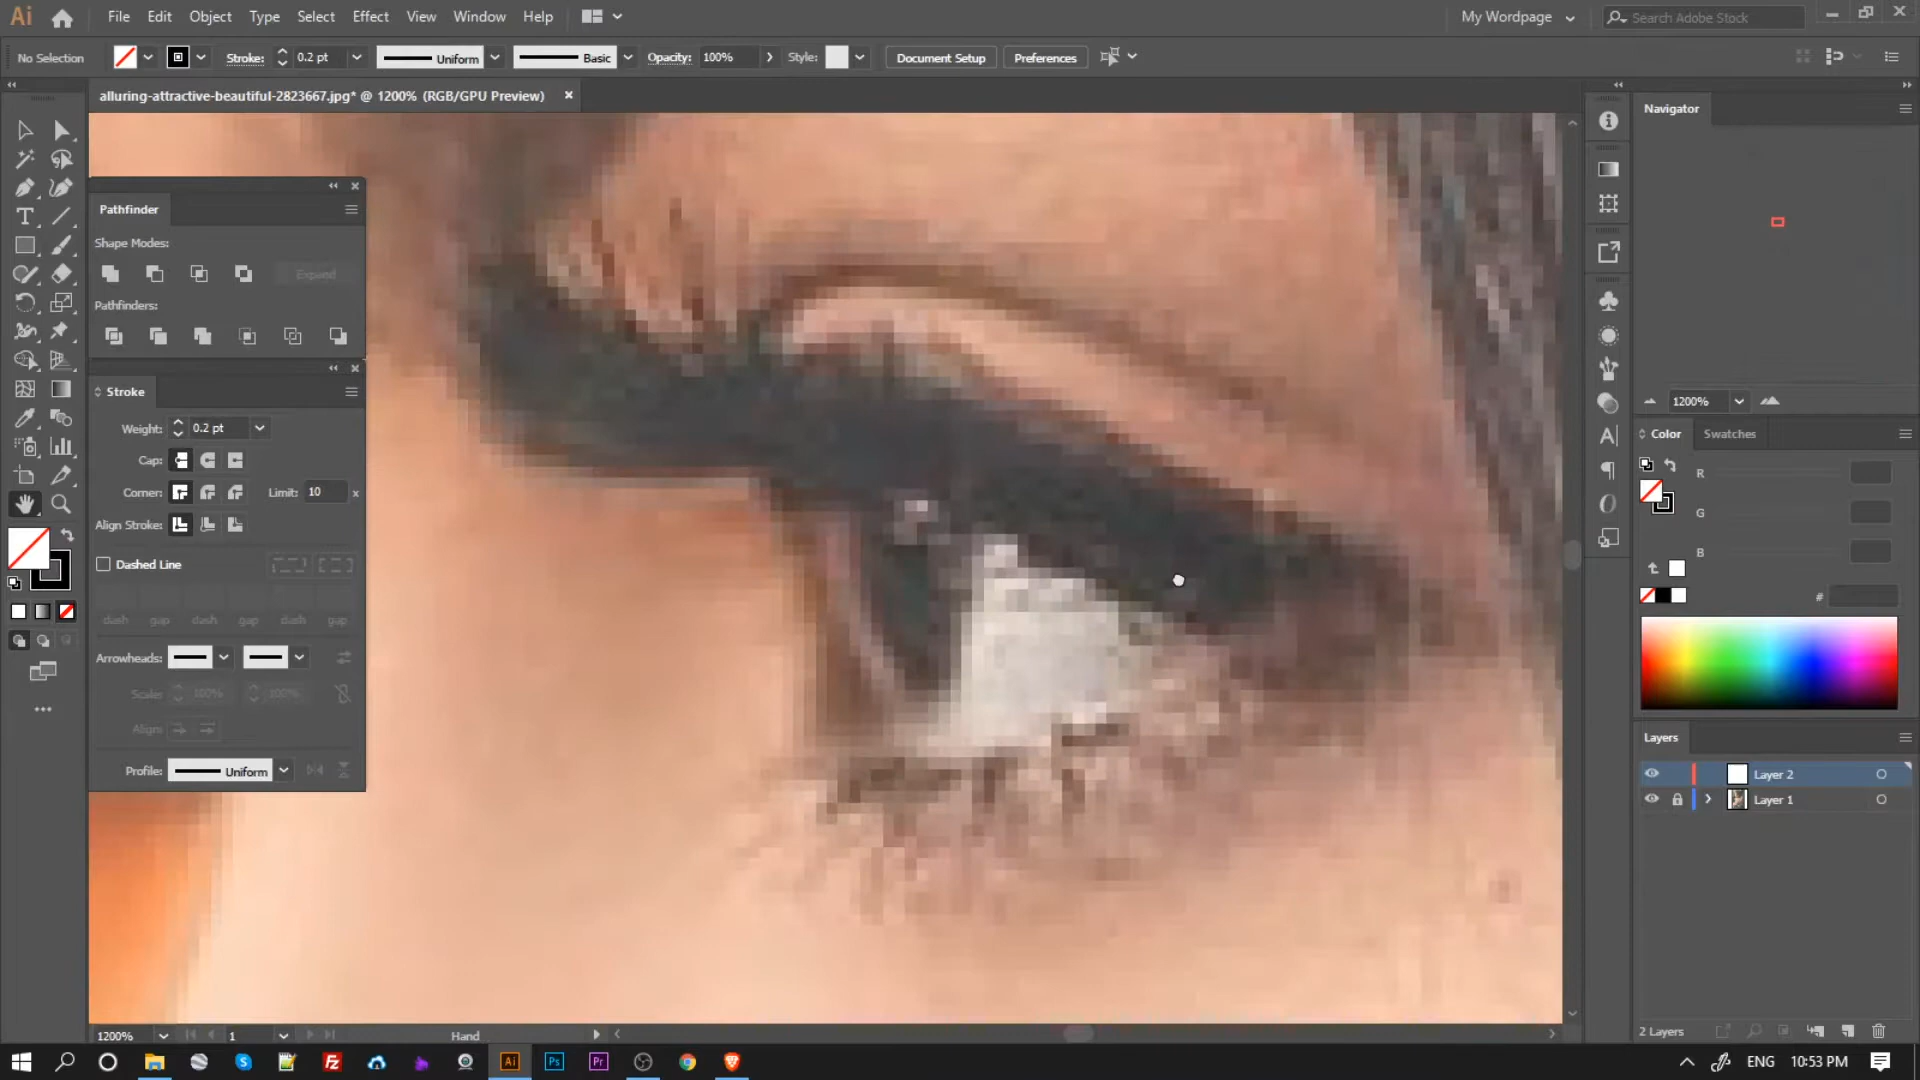 Ai File Edit Object Type Select Effect View Window Help My Wordpage Search Adobe Stock
No Selection Stroke: 0.2 pt Uniform Basic Opacity: 100% Style: Document Setup Preferences
alluring-attractive-beautiful-2823667.jpg* @ 1200% (RGB/GPU Preview)
Pathfinder
Shape Modes:
Expand
Pathfinders:
Stroke
Weight: 0.2 pt
Cap:
Corner: Limit: 10 x
Align Stroke:
Dashed Line
dash gap dash gap dash gap
Arrowheads:
Scale: 100% 100%
Align:
Profile: Uniform
Navigator
1200%
Color Swatches
R
G
B
#
Layers
Layer 2
Layer 1
2 Layers
1200% 1 Hand
Ai Ps Pr ENG 10:53 PM